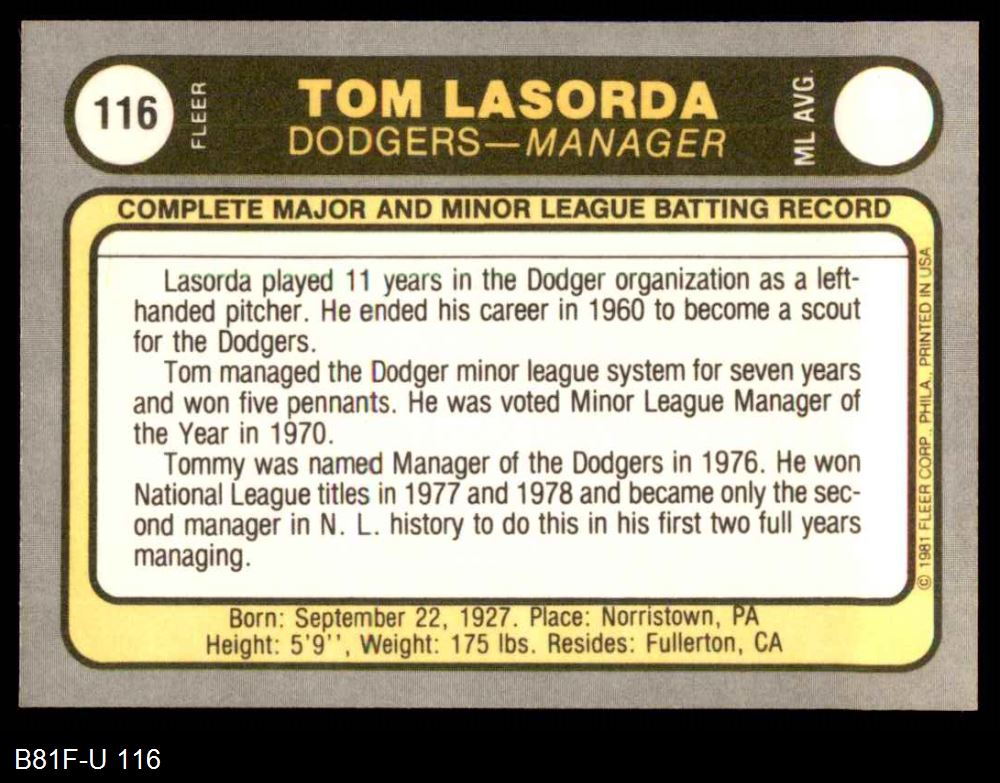 116
FLEER
TOM LASORDA
DODGERS—MANAGER
ML AVG.
COMPLETE MAJOR AND MINOR LEAGUE BATTING RECORD
Lasorda played 11 years in the Dodger organization as a left-
handed pitcher. He ended his career in 1960 to become a scout
for the Dodgers.
Tom managed the Dodger minor league system for seven years
and won five pennants. He was voted Minor League Manager of
the Year in 1970.
Tommy was named Manager of the Dodgers in 1976. He won
National League titles in 1977 and 1978 and became only the sec-
ond manager in N. L. history to do this in his first two full years
managing.
© 1981 FLEER CORP., PHILA., PRINTED IN USA
Born: September 22, 1927. Place: Norristown, PA
Height: 5'9'', Weight: 175 lbs. Resides: Fullerton, CA
B81F-U 116